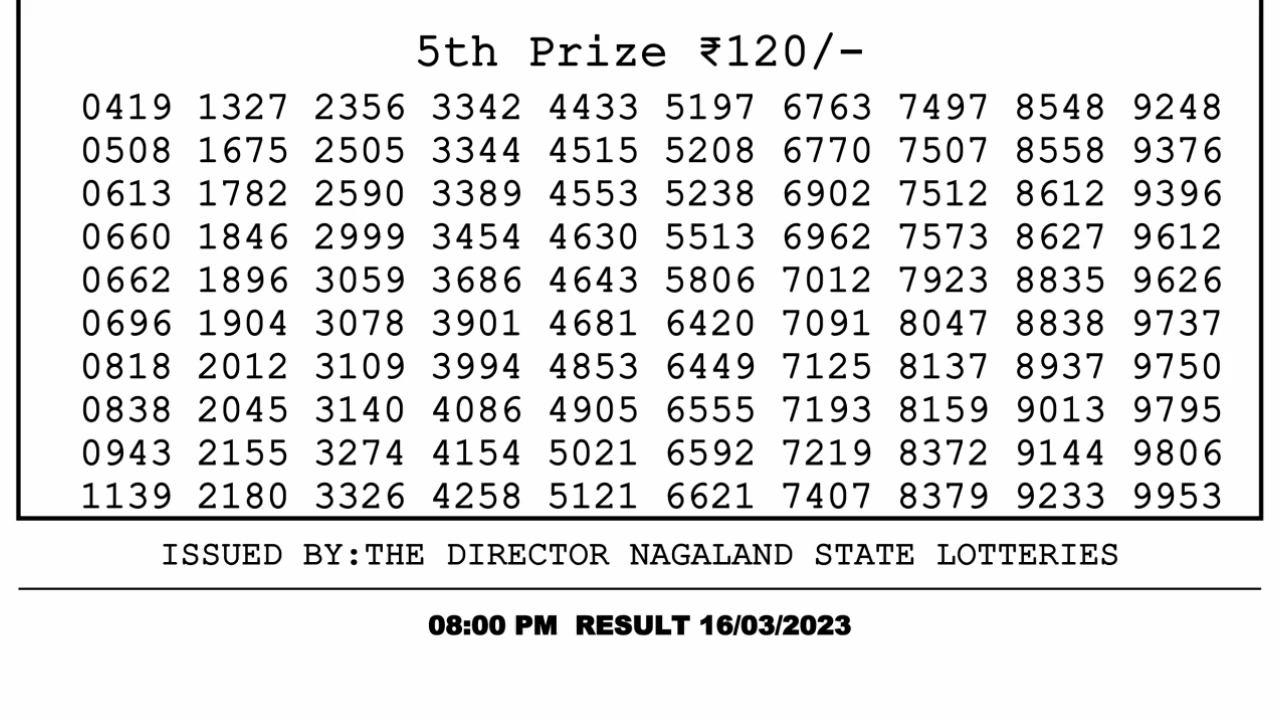 5th Prize ₹120/-
0419 1327 2356 3342 4433 5197 6763 7497 8548 9248
0508 1675 2505 3344 4515 5208 6770 7507 8558 9376
0613 1782 2590 3389 4553 5238 6902 7512 8612 9396
0660 1846 2999 3454 4630 5513 6962 7573 8627 9612
0662 1896 3059 3686 4643 5806 7012 7923 8835 9626
0696 1904 3078 3901 4681 6420 7091 8047 8838 9737
0818 2012 3109 3994 4853 6449 7125 8137 8937 9750
0838 2045 3140 4086 4905 6555 7193 8159 9013 9795
0943 2155 3274 4154 5021 6592 7219 8372 9144 9806
1139 2180 3326 4258 5121 6621 7407 8379 9233 9953
ISSUED BY:THE DIRECTOR NAGALAND STATE LOTTERIES
08:00 PM RESULT 16/03/2023